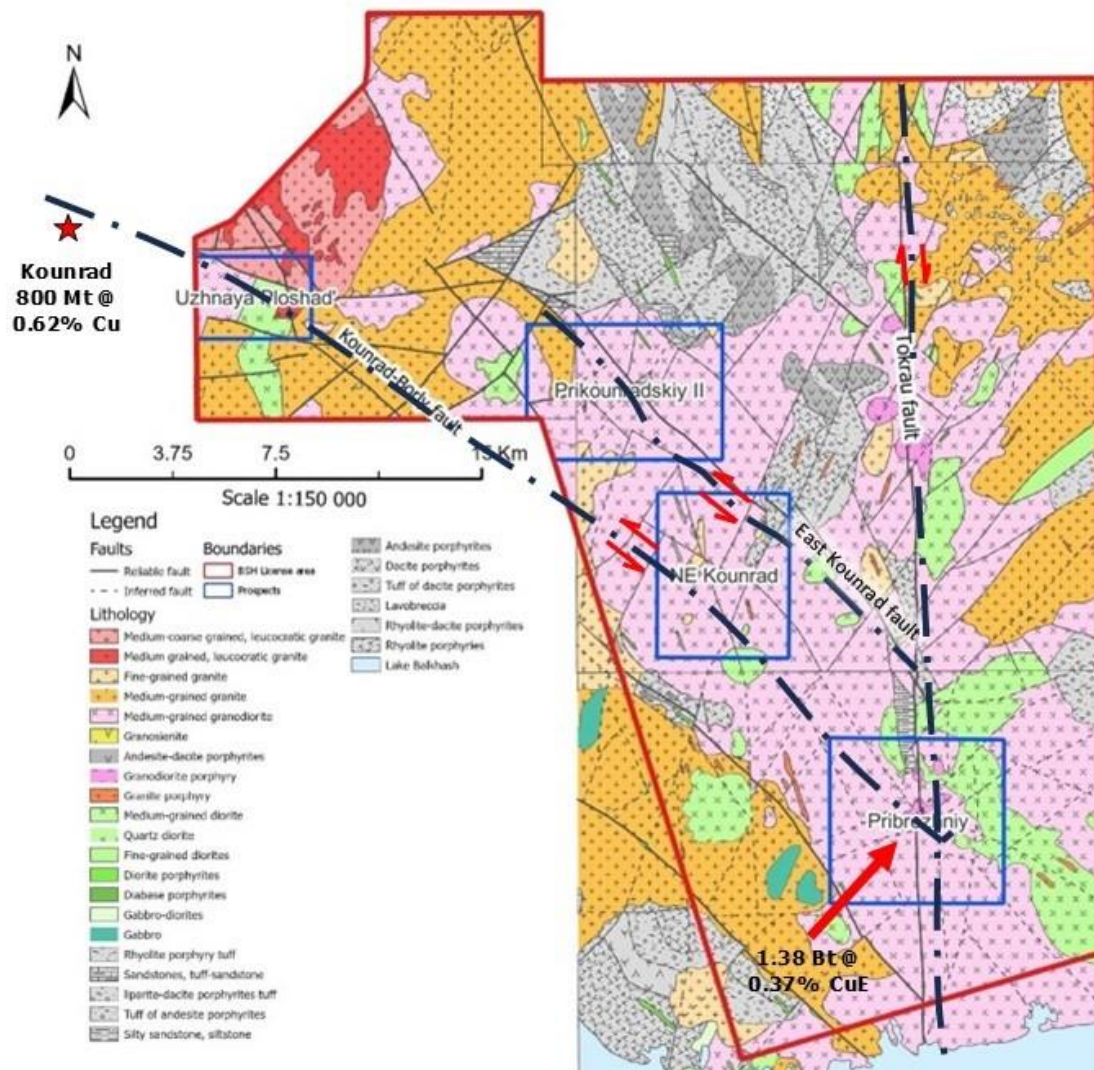 N
Kounrad
800 Mt @
0.62% Cu
Uzhnaya Ploshad'
Kounrad-Body fault
Prikounradskiy II
Tokrau fault
East Kounrad fault
NE Kounrad
Pribrezhniy
1.38 Bt @
0.37% CuE
0 3.75 7.5 15 Km
Scale 1:150 000
Legend
Faults
Reliable fault
Inferred fault
Boundaries
BSH License area
Prospects
Lithology
Medium-coarse grained, leucocratic granite
Medium grained, leucocratic granite
Fine-grained granite
Medium-grained granite
Medium-grained granodiorite
Granosienite
Andesite-dacite porphyrites
Granodiorite porphyry
Granite porphyry
Medium-grained diorite
Quartz diorite
Fine-grained diorites
Diorite porphyrites
Diabase porphyrites
Gabbro-diorites
Gabbro
Rhyolite porphyry tuff
Sandstones, tuff-sandstone
liparite-dacite porphyrites tuff
Tuff of andesite porphyrites
Silty sandstone, siltstone
Andesite porphyrites
Dacite porphyrites
Tuff of dacite porphyrites
Lavobreccia
Rhyolite-dacite porphyrites
Rhyolite porphyries
Lake Balkhash